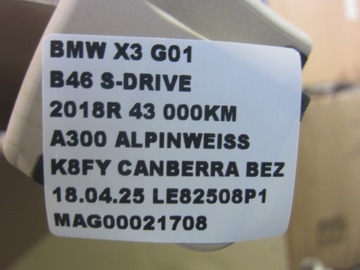 BMW X3 G01
B46 S-DRIVE
2018R 43 000KM
A300 ALPINWEISS
K8FY CANBERRA BEZ
18.04.25 LE82508P1
MAG00021708